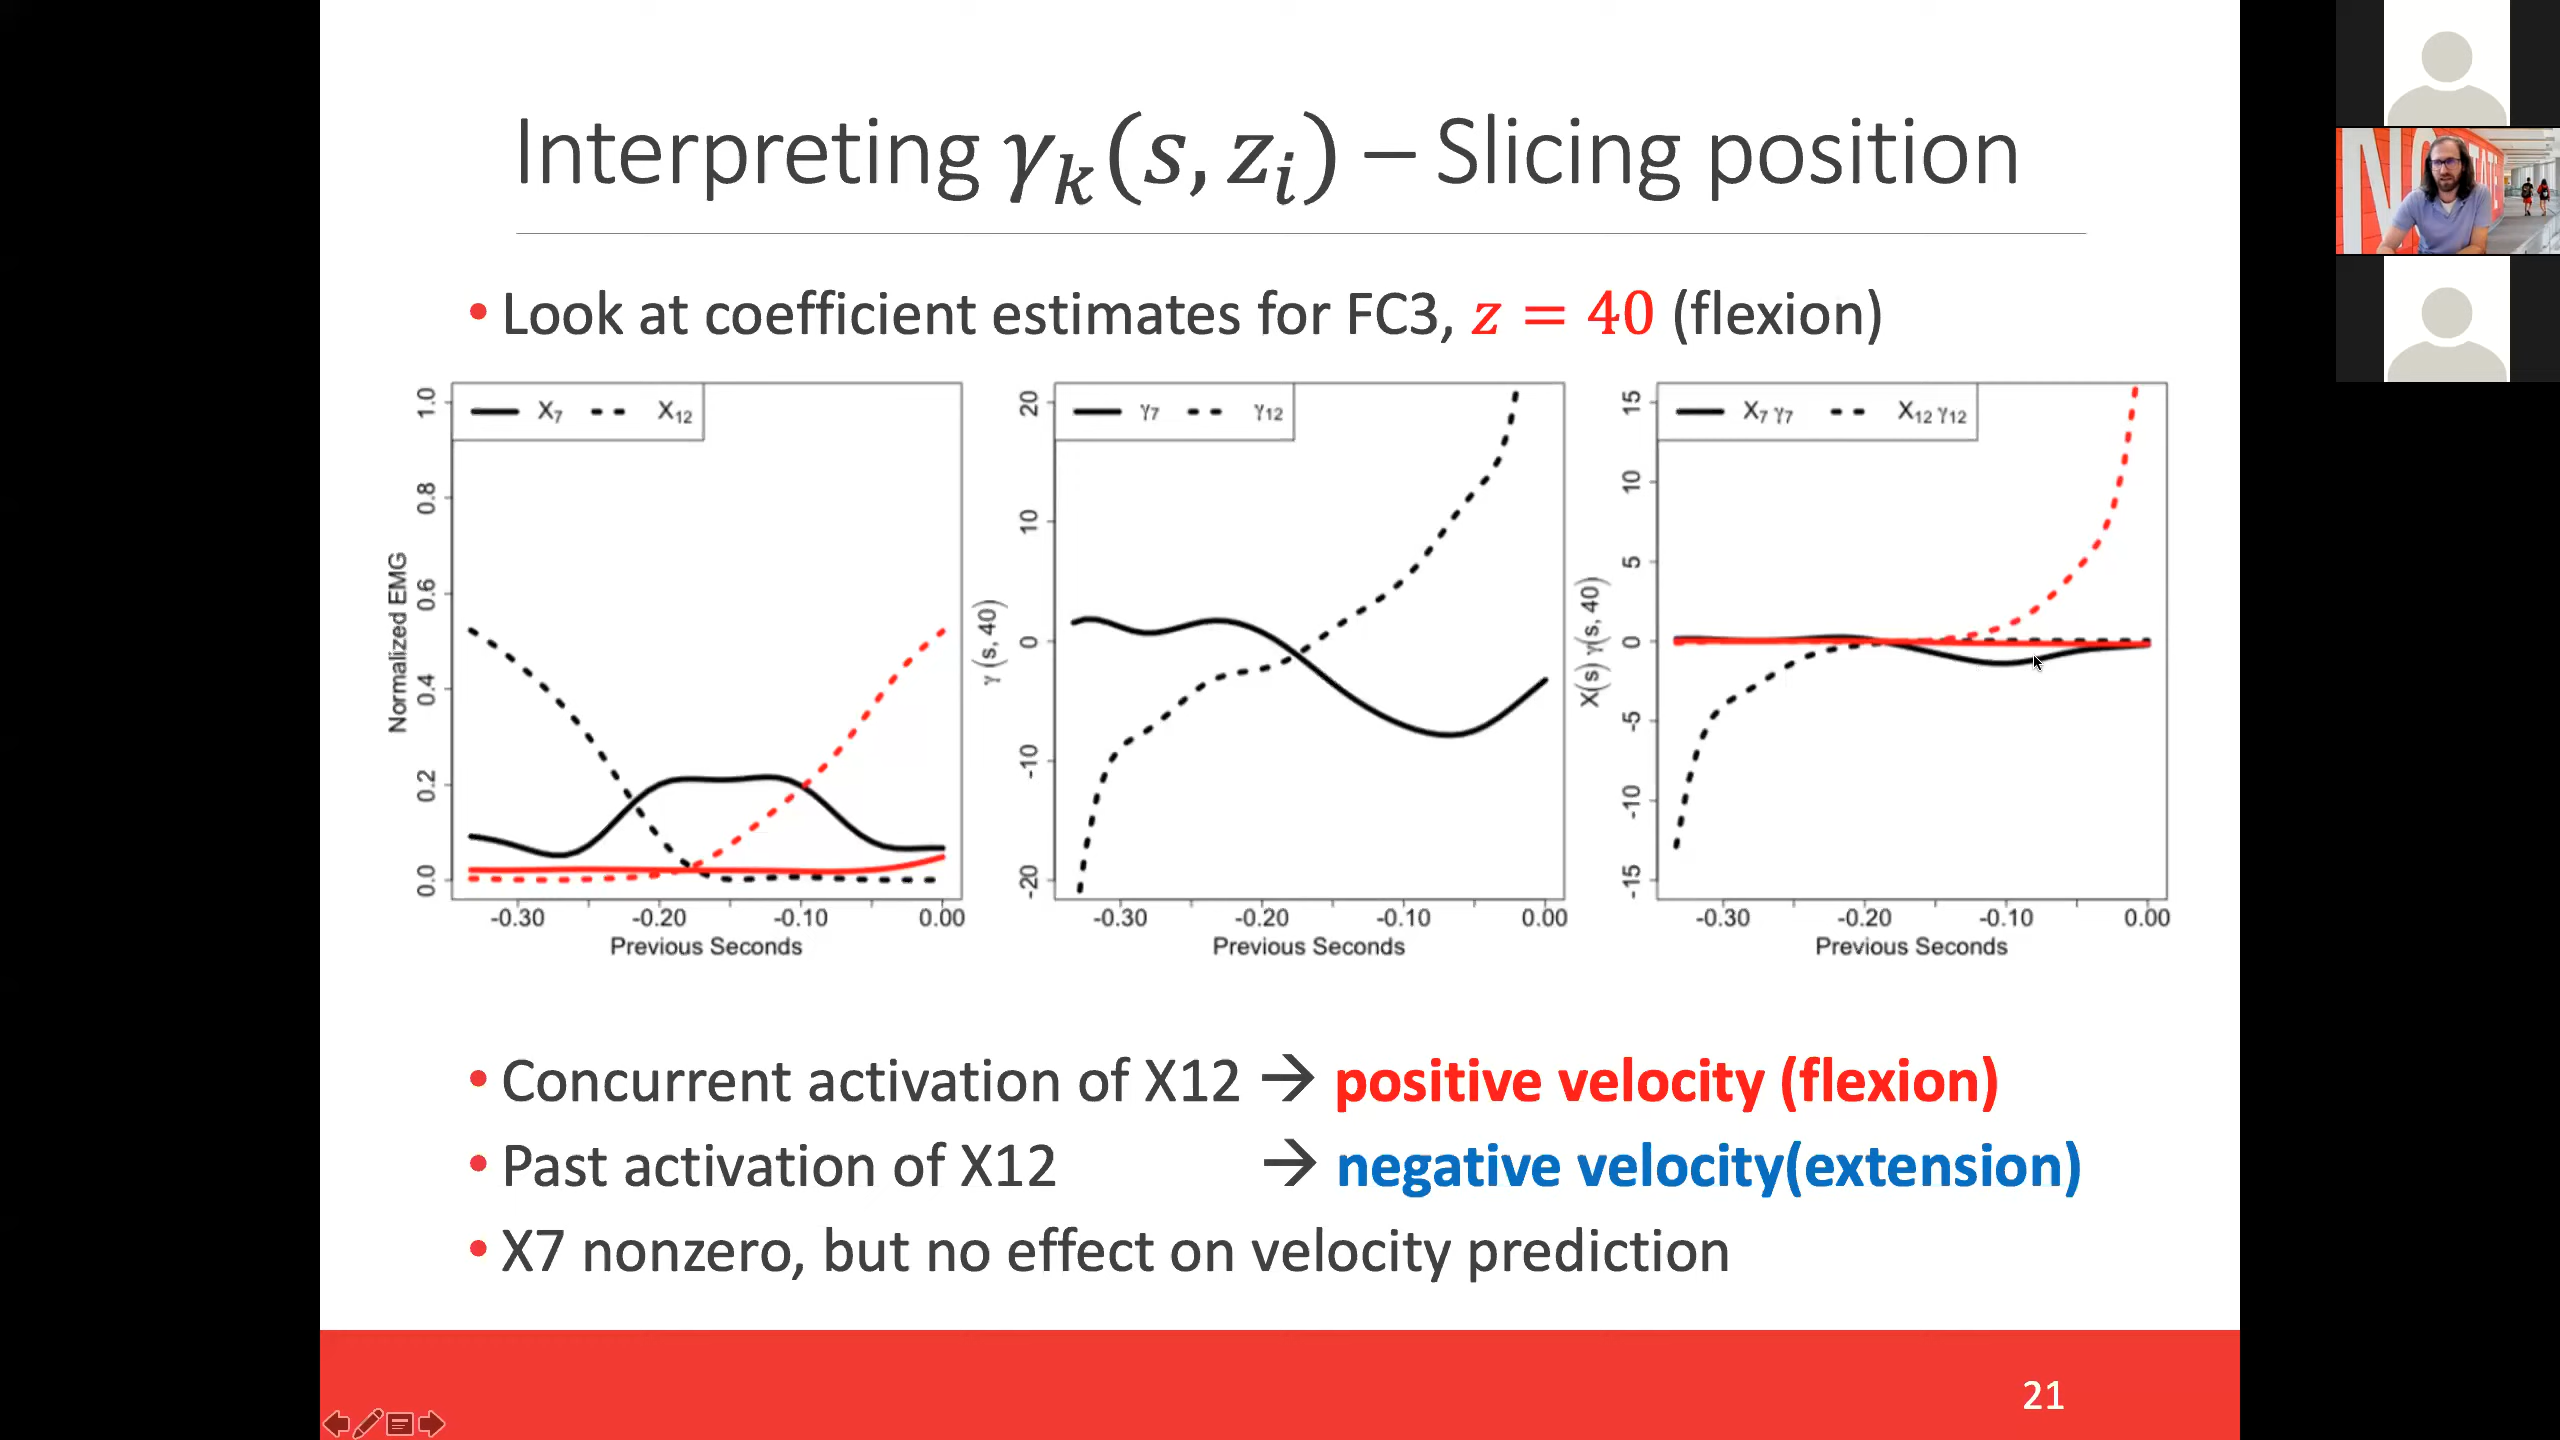 Interpreting γₖ(s, zᵢ) – Slicing position
• Look at coefficient estimates for FC3, z = 40 (flexion)
X₇ X₁₂
Normalized EMG
1.0
0.8
0.6
0.4
0.2
0.0
-0.30 -0.20 -0.10 0.00
Previous Seconds
γ₇ γ₁₂
γ (s, 40)
20
10
0
-10
-20
-0.30 -0.20 -0.10 0.00
Previous Seconds
X₇ γ₇ X₁₂ γ₁₂
X(s) γ(s, 40)
15
10
5
0
-5
-10
-15
-0.30 -0.20 -0.10 0.00
Previous Seconds
• Concurrent activation of X12 → positive velocity (flexion)
• Past activation of X12 → negative velocity(extension)
• X7 nonzero, but no effect on velocity prediction
21